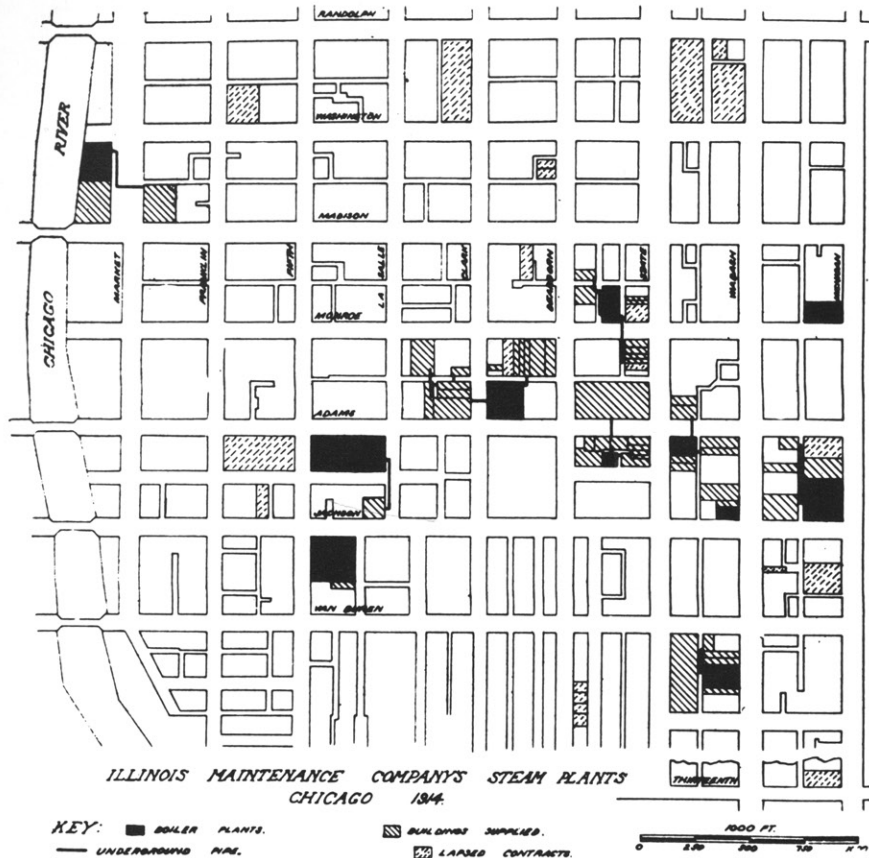 RANDOLPH
WASHINGTON
RIVER
MADISON
CHICAGO
MARKET
FRANKLIN
FIFTH
LA SALLE
CLARK
DEARBORN
STATE
WABASH
MICHIGAN
MONROE
ADAMS
JACKSON
VAN BUREN
THIRTEENTH
ILLINOIS MAINTENANCE COMPANYS STEAM PLANTS
CHICAGO 1914.
KEY: BOILER PLANTS. BUILDINGS SUPPLIED.
UNDERGROUND PIPE. LAPSED CONTRACTS.
1000 FT.
0 250 500 750 1000